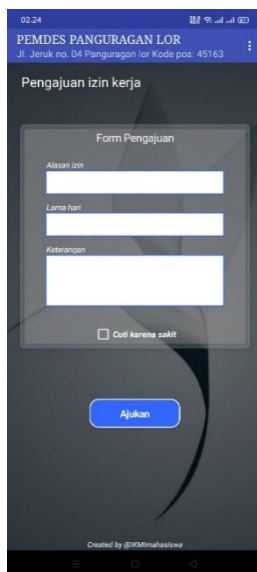 02.24
PEMDES PANGURAGAN LOR
Jl. Jeruk no. 04 Panguragan lor Kode pos: 45163
Pengajuan izin kerja
Form Pengajuan
Alasan izin
Lama hari
Keterangan
Cuti karena sakit
Ajukan
Created by @IKMImahasiswa